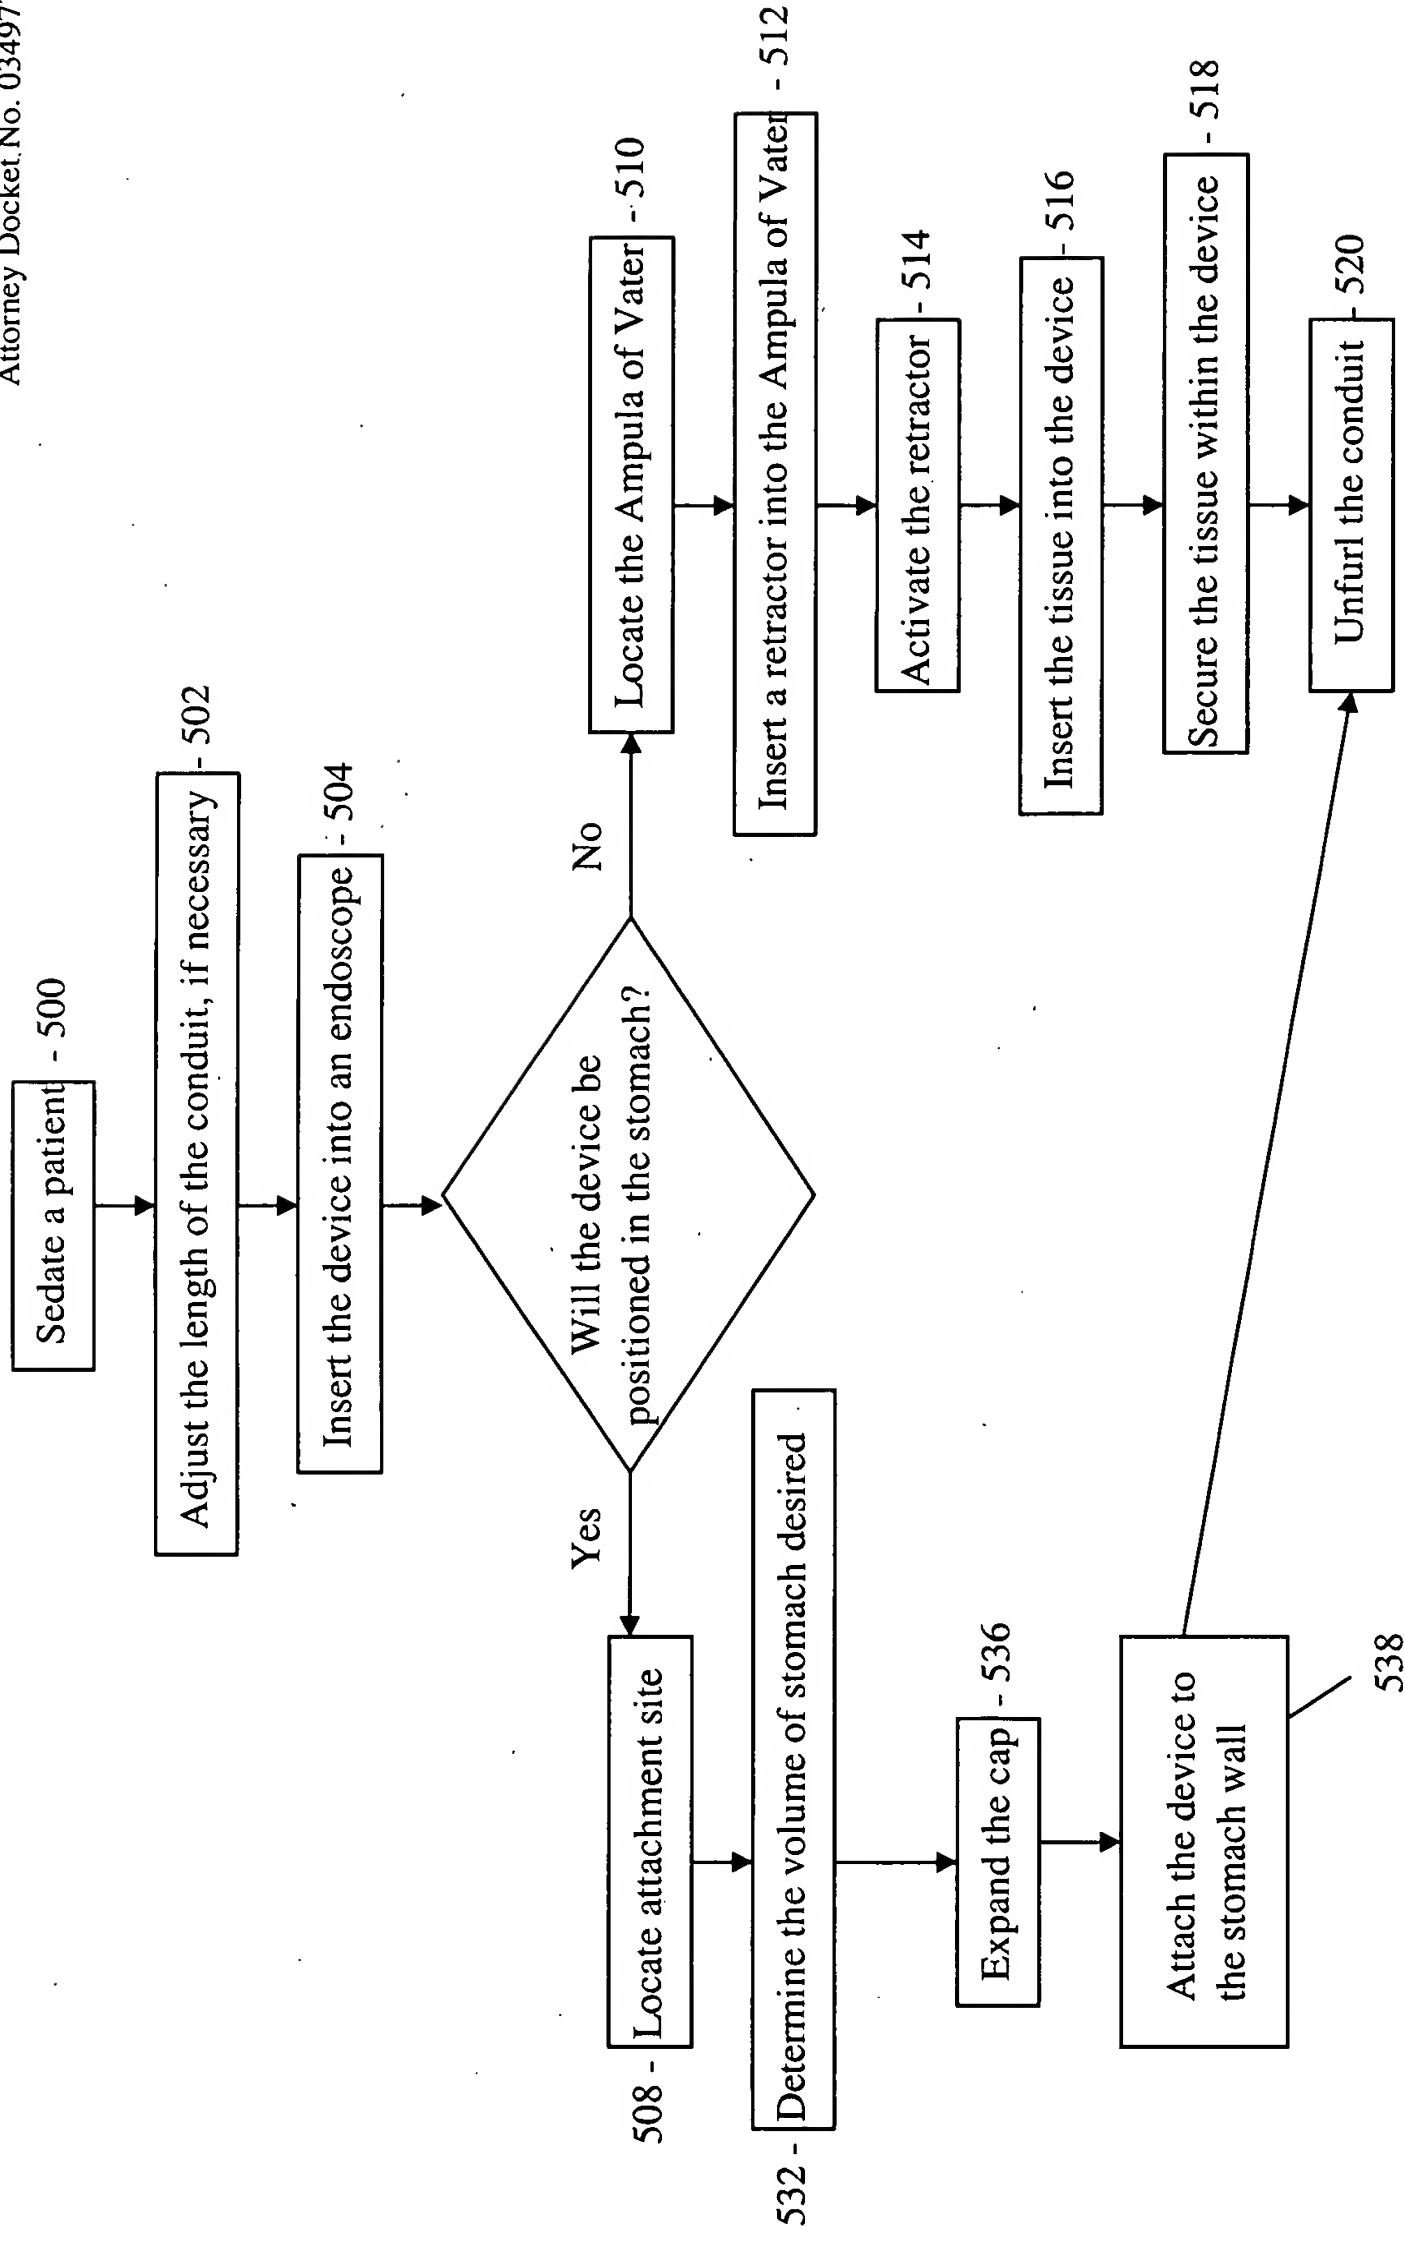 Attorney Docket No. 03497
Sedate a patient - 500
Adjust the length of the conduit, if necessary - 502
Insert the device into an endoscope - 504
Will the device be
positioned in the stomach?
Yes
No
508 - Locate attachment site
532 - Determine the volume of stomach desired
Expand the cap - 536
Attach the device to
the stomach wall
538
Locate the Ampula of Vater - 510
Insert a retractor into the Ampula of Vater - 512
Activate the retractor - 514
Insert the tissue into the device - 516
Secure the tissue within the device - 518
Unfurl the conduit - 520